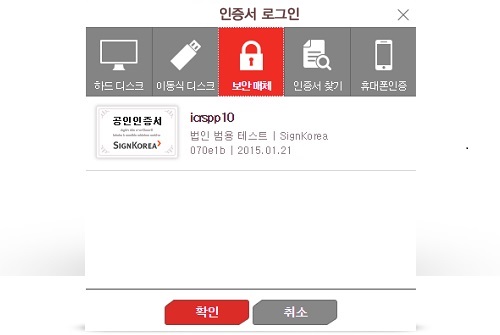 인증서 로그인
하드 디스크
이동식 디스크
보안 매체
인증서 찾기
휴대폰인증
공인인증서
SIGNKOREA
icrspp10
법인 범용 테스트 | SignKorea
070e1b | 2015.01.21
확인
취소